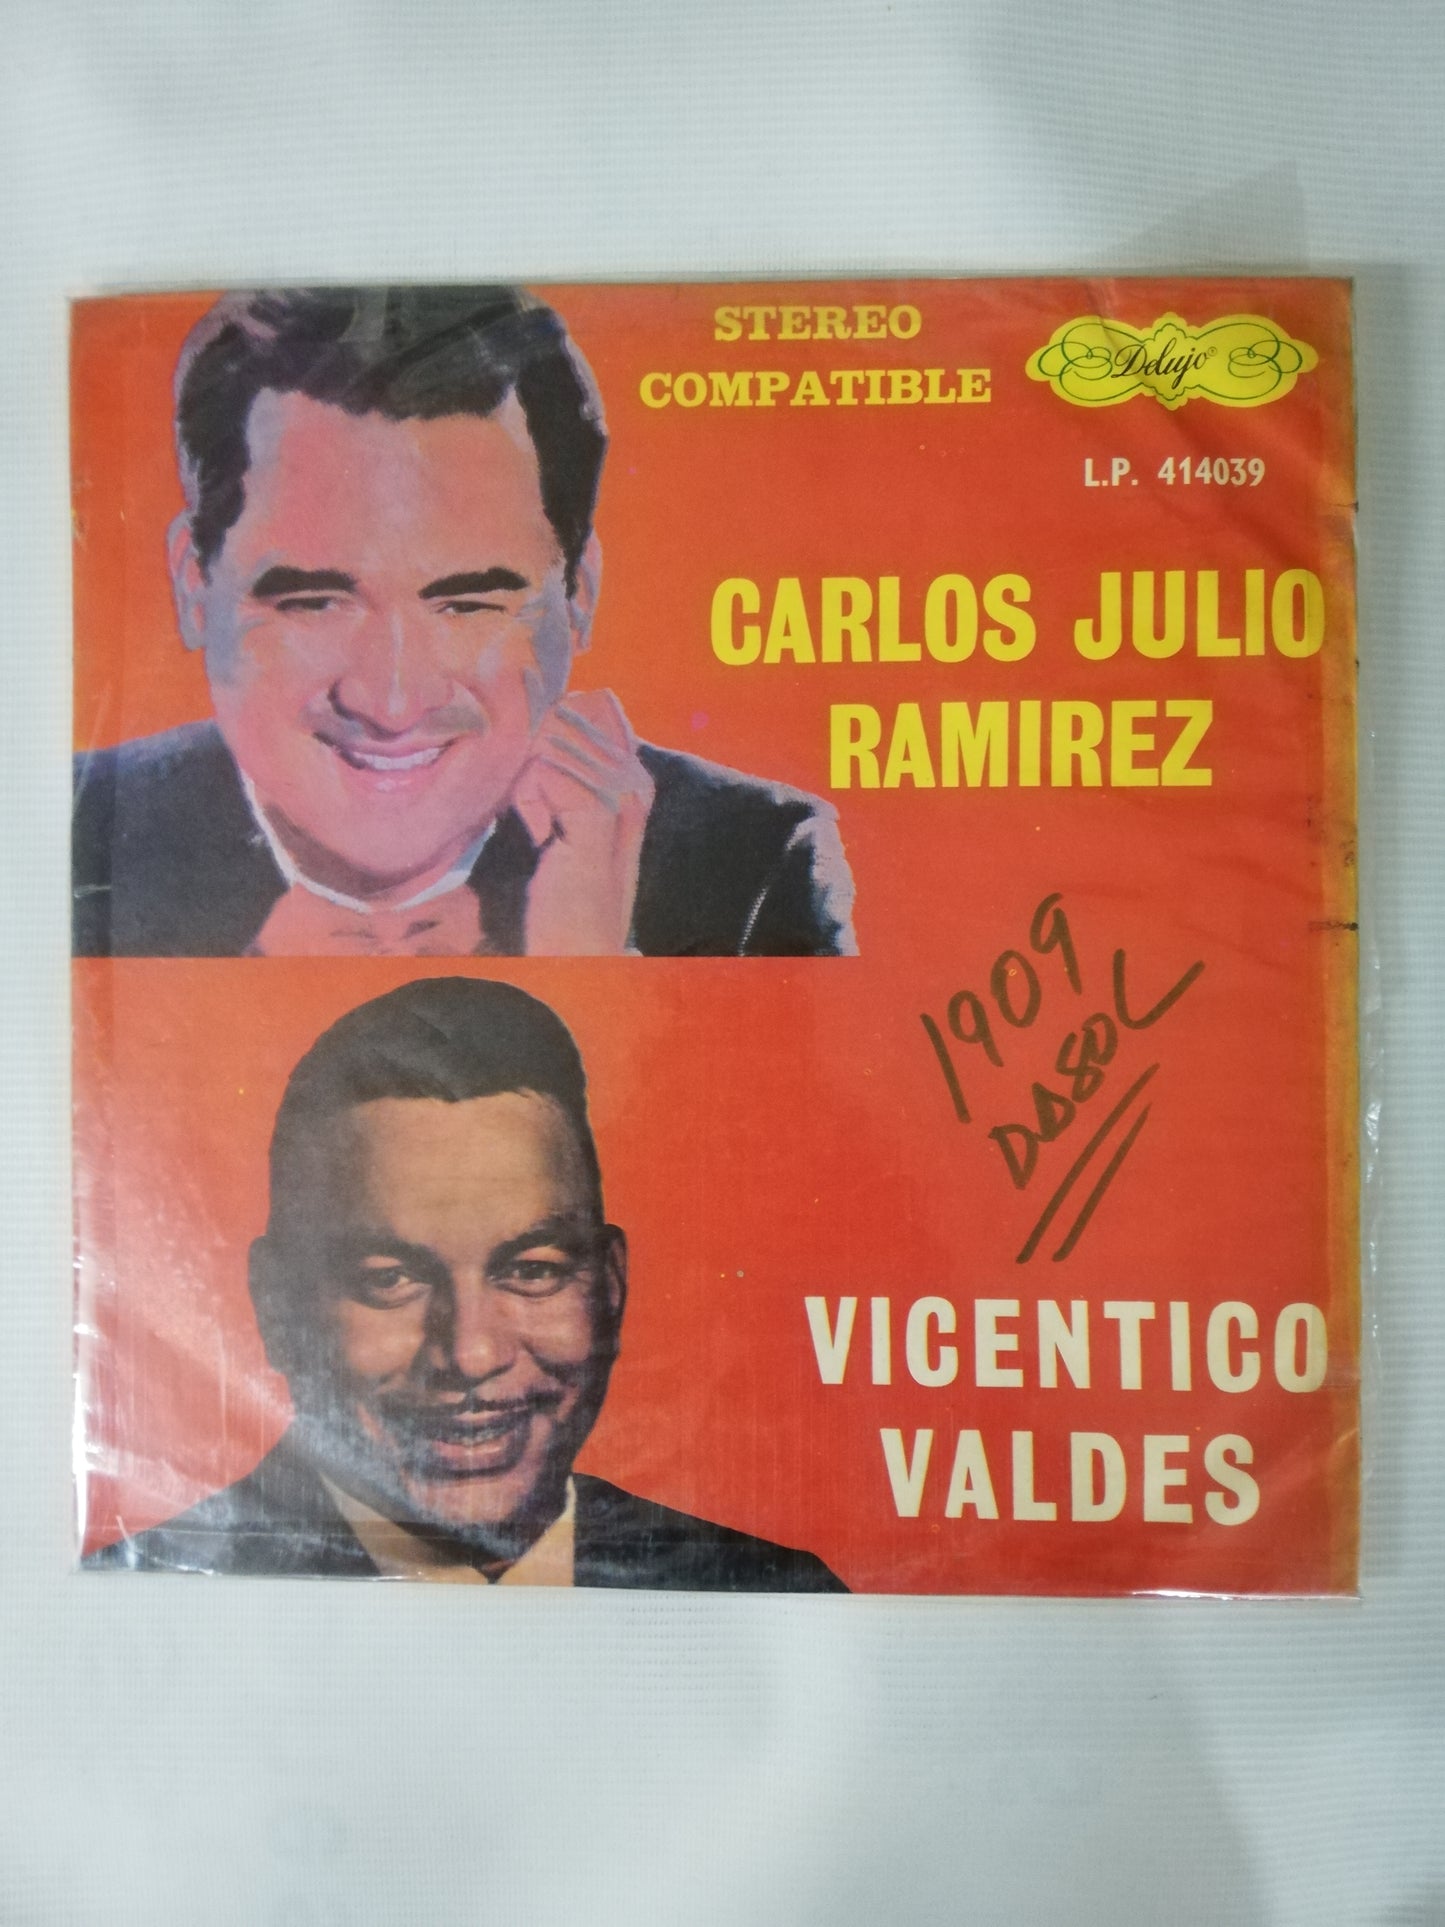 STEREO
COMPATIBLE
Delujo®
L.P. 414039
CARLOS JULIO
RAMIREZ
1909
VICENTICO
VALDES